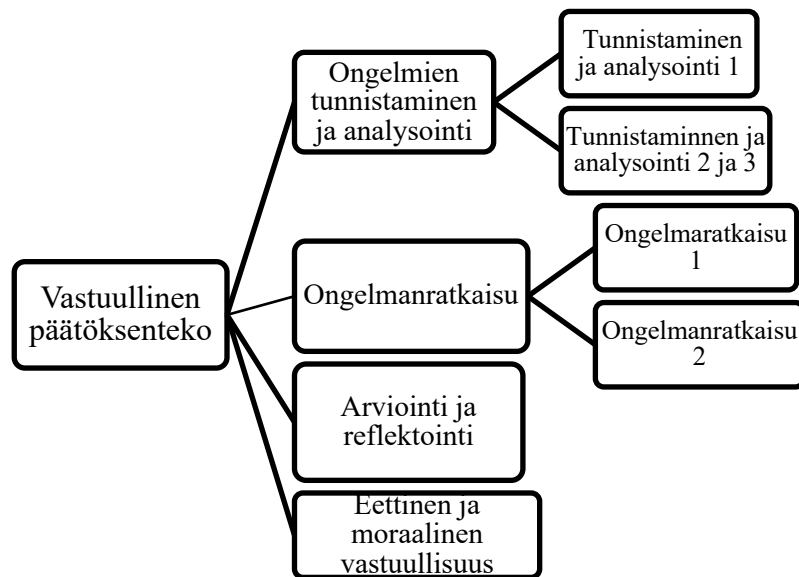 Vastuullinen
päätöksenteko
Ongelmien
tunnistaminen
ja analysointi
Tunnistaminen
ja analysointi 1
Tunnistaminnen ja
analysointi 2 ja 3
Ongelmanratkaisu
Ongelmaratkaisu
1
Ongelmanratkaisu
2
Arviointi ja
reflektointi
Eettinen ja
moraalinen
vastuullisuus